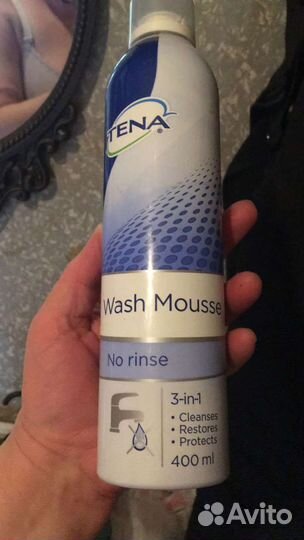 TENA
Wash Mousse
No rinse
3-in-1
• Cleanses
• Restores
• Protects
400 ml
Avito